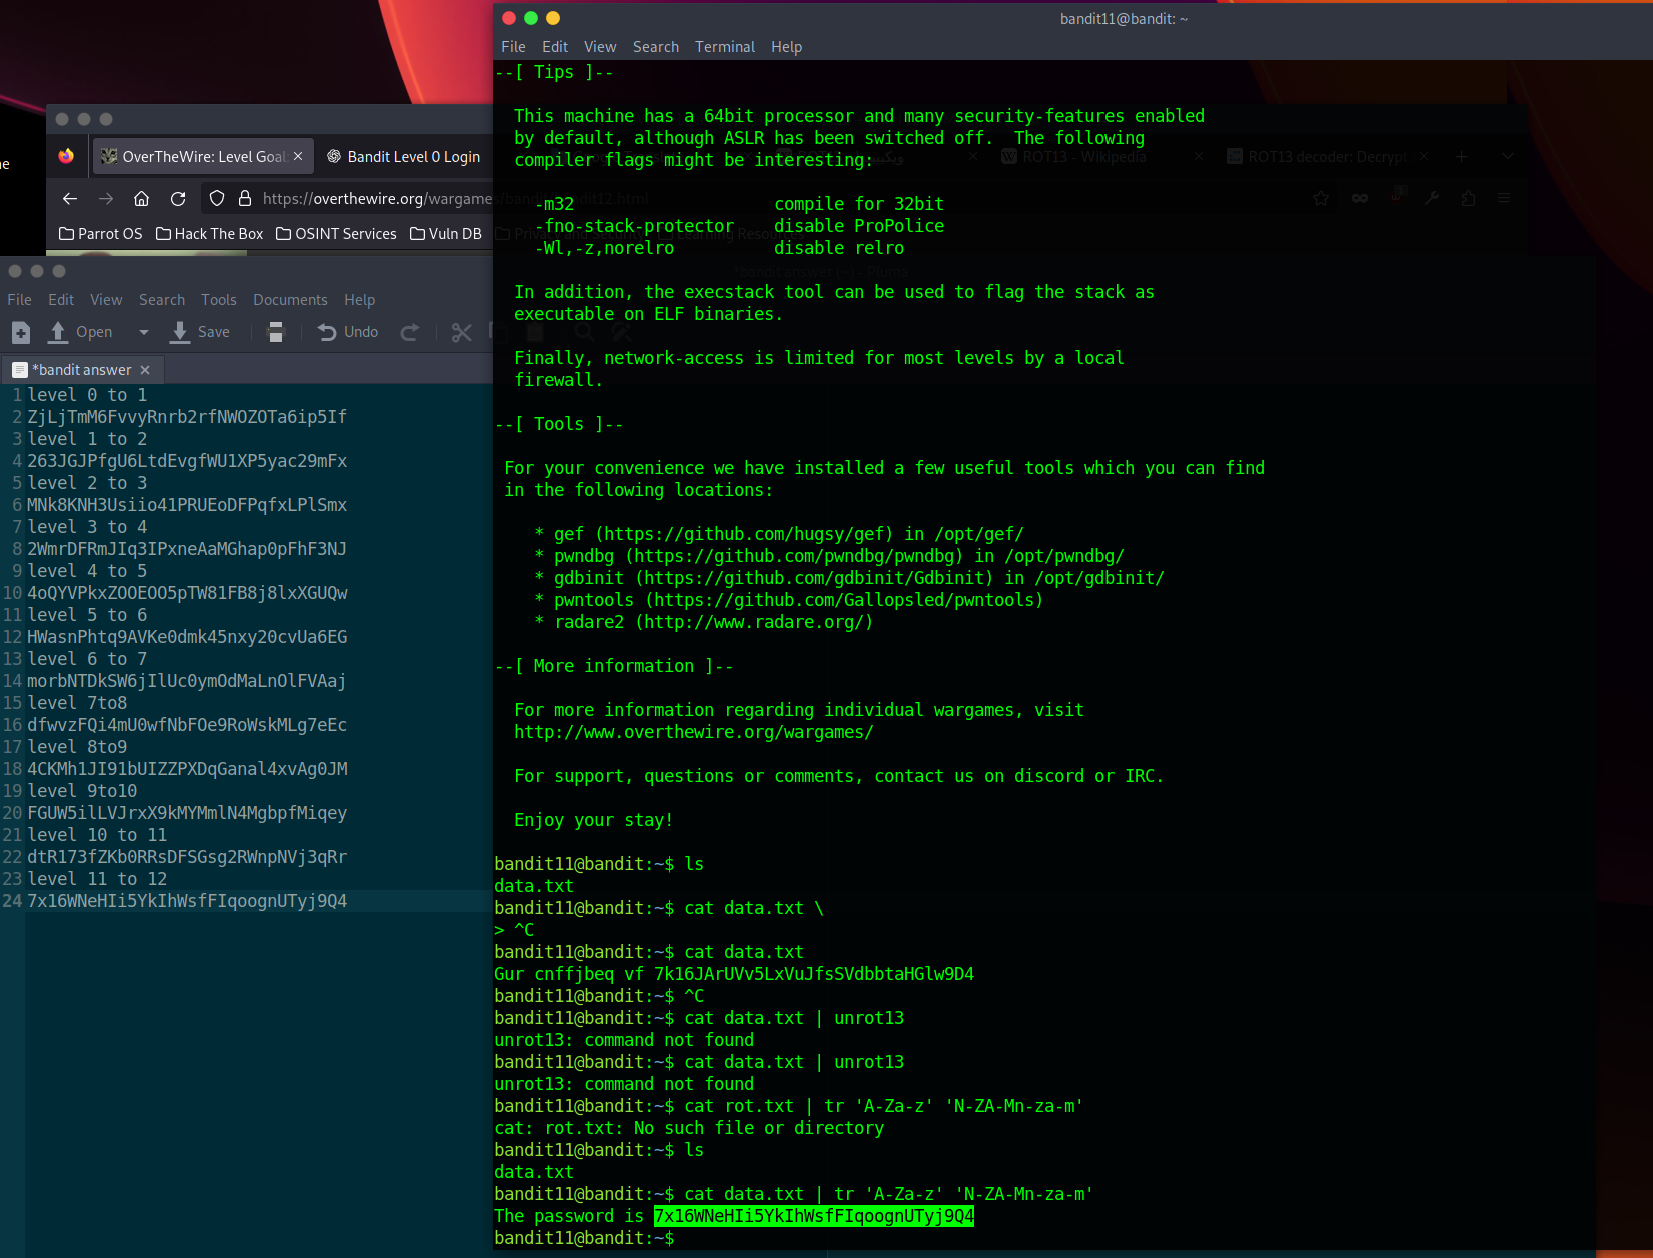 bandit11@bandit: ~
File Edit View Search Terminal Help
--[ Tips ]--
This machine has a 64bit processor and many security-features enabled
by default, although ASLR has been switched off.  The following
compiler flags might be interesting:
-m32 compile for 32bit
-fno-stack-protector disable ProPolice
-Wl,-z,norelro disable relro
In addition, the execstack tool can be used to flag the stack as
executable on ELF binaries.
Finally, network-access is limited for most levels by a local
firewall.
--[ Tools ]--
For your convenience we have installed a few useful tools which you can find
in the following locations:
* gef (https://github.com/hugsy/gef) in /opt/gef/
* pwndbg (https://github.com/pwndbg/pwndbg) in /opt/pwndbg/
* gdbinit (https://github.com/gdbinit/Gdbinit) in /opt/gdbinit/
* pwntools (https://github.com/Gallopsled/pwntools)
* radare2 (http://www.radare.org/)
--[ More information ]--
For more information regarding individual wargames, visit
http://www.overthewire.org/wargames/
For support, questions or comments, contact us on discord or IRC.
Enjoy your stay!
bandit11@bandit:~$ ls
data.txt
bandit11@bandit:~$ cat data.txt \
> ^C
bandit11@bandit:~$ cat data.txt
Gur cnffjbeq vf 7k16JArUVv5LxVuJfsSVdbbtaHGlw9D4
bandit11@bandit:~$ ^C
bandit11@bandit:~$ cat data.txt | unrot13
unrot13: command not found
bandit11@bandit:~$ cat data.txt | unrot13
unrot13: command not found
bandit11@bandit:~$ cat rot.txt | tr 'A-Za-z' 'N-ZA-Mn-za-m'
cat: rot.txt: No such file or directory
bandit11@bandit:~$ ls
data.txt
bandit11@bandit:~$ cat data.txt | tr 'A-Za-z' 'N-ZA-Mn-za-m'
The password is 7x16WNeHIi5YkIhWsfFIqoognUTyj9Q4
bandit11@bandit:~$
OverTheWire: Level Goal: Bandit Level 0 Login ROT13 - Wikipedia ROT13 decoder: Decrypt
https://overthewire.org/wargames/bandit/bandit12.html
Parrot OS Hack The Box OSINT Services Vuln DB Privacy and Security Learning Resources
*bandit answer (~) - Pluma
File Edit View Search Tools Documents Help
Open Save Undo
*bandit answer
1 level 0 to 1
2 ZjLjTmM6FvvyRnrb2rfNWOZOTa6ip5If
3 level 1 to 2
4 263JGJPfgU6LtdEvgfWU1XP5yac29mFx
5 level 2 to 3
6 MNk8KNH3Usiio41PRUEoDFPqfxLPlSmx
7 level 3 to 4
8 2WmrDFRmJIq3IPxneAaMGhap0pFhF3NJ
9 level 4 to 5
10 4oQYVPkxZOOEOO5pTW81FB8j8lxXGUQw
11 level 5 to 6
12 HWasnPhtq9AVKe0dmk45nxy20cvUa6EG
13 level 6 to 7
14 morbNTDkSW6jIlUc0ymOdMaLnOlFVAaj
15 level 7to8
16 dfwvzFQi4mU0wfNbFOe9RoWskMLg7eEc
17 level 8to9
18 4CKMh1JI91bUIZZPXDqGanal4xvAg0JM
19 level 9to10
20 FGUW5ilLVJrxX9kMYMmlN4MgbpfMiqey
21 level 10 to 11
22 dtR173fZKb0RRsDFSGsg2RWnpNVj3qRr
23 level 11 to 12
24 7x16WNeHIi5YkIhWsfFIqoognUTyj9Q4